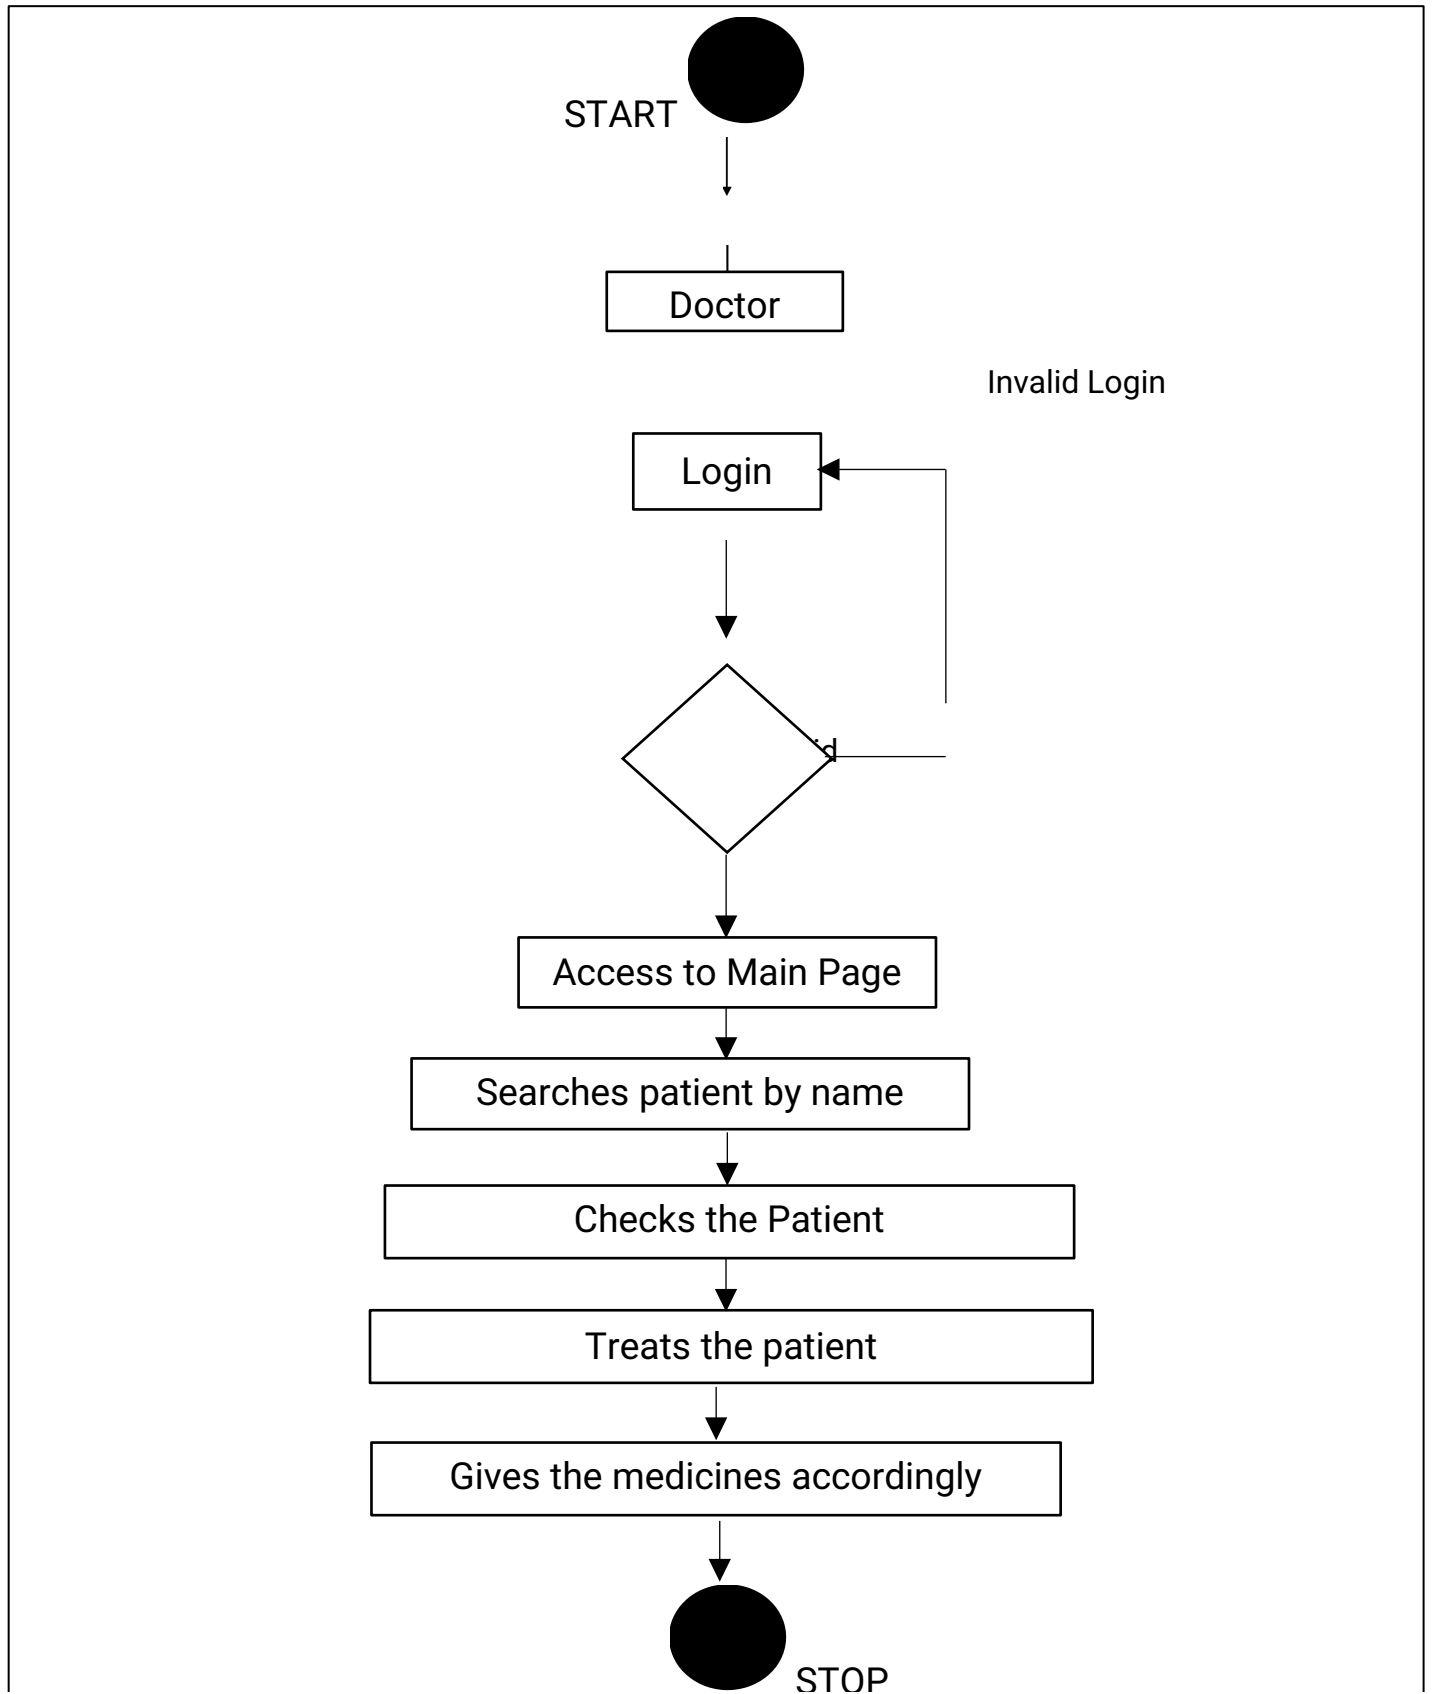 START
Doctor
Invalid Login
Login
Access to Main Page
Searches patient by name
Checks the Patient
Treats the patient
Gives the medicines accordingly
STOP